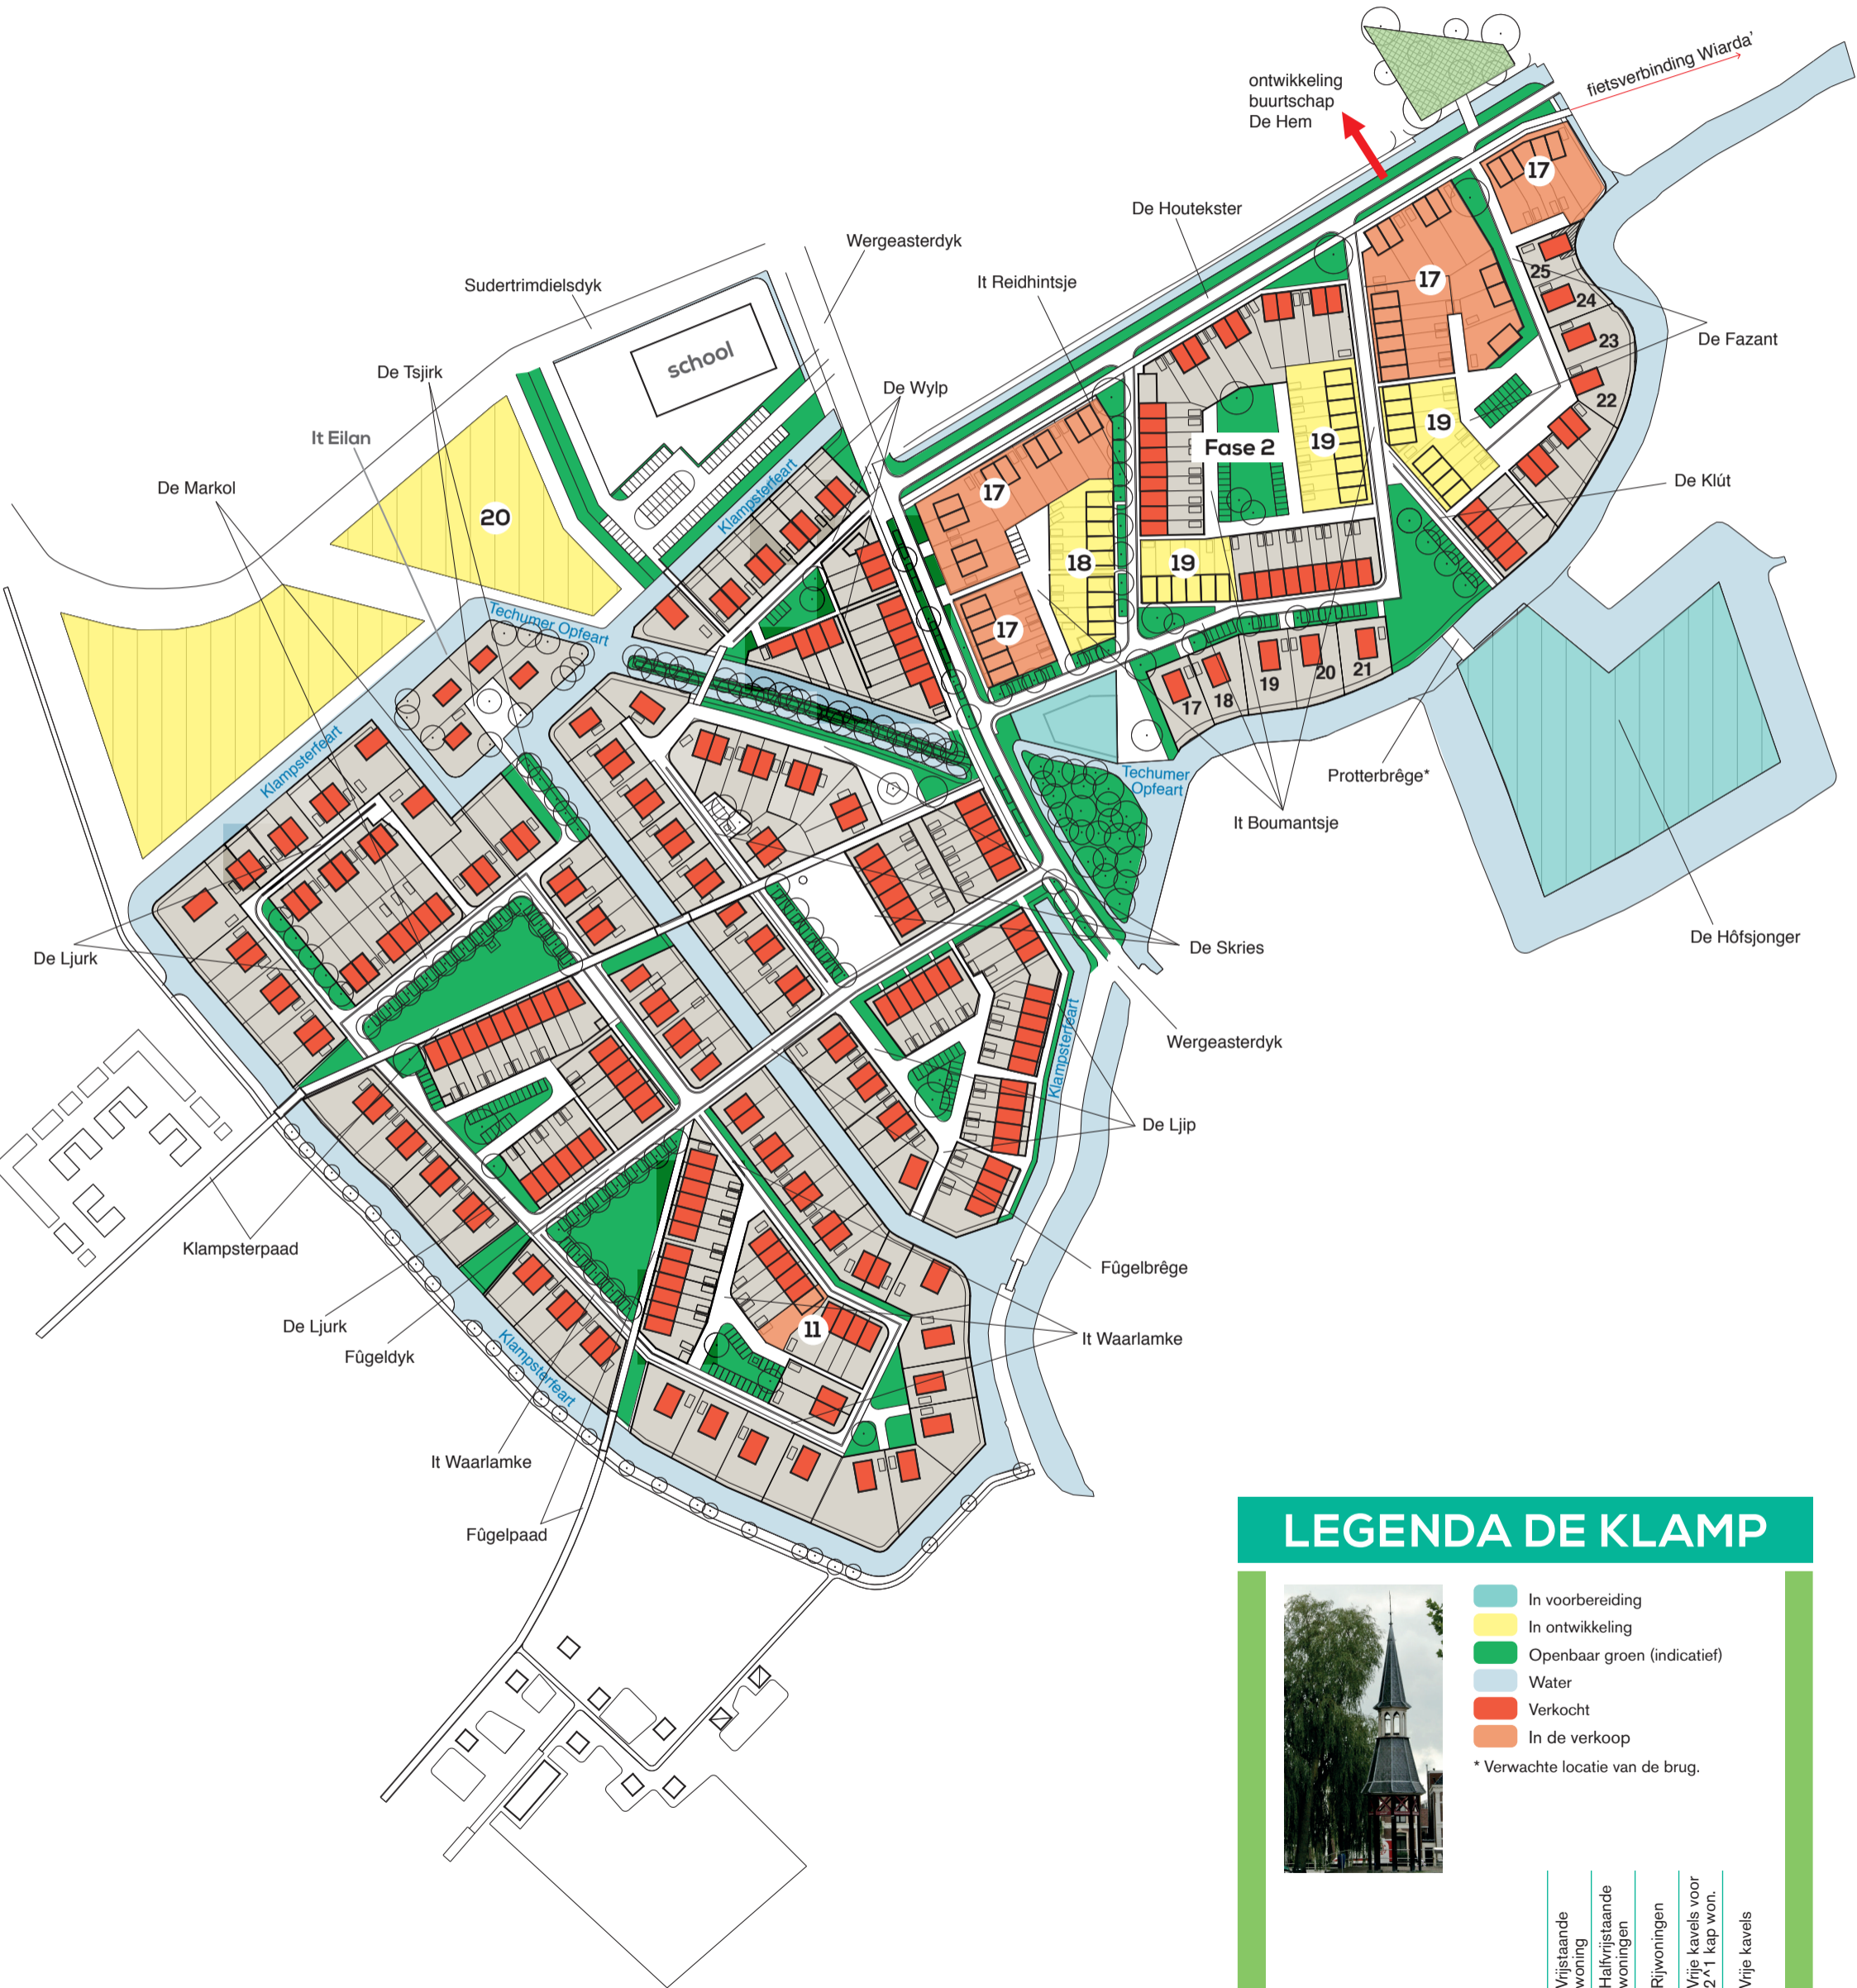 ontwikkeling
buurtschap
De Hem
fietsverbinding Wiarda'
De Houtekster
Wergeasterdyk
It Reidhintsje
Sudertrimdielsdyk
school
De Tsjirk
De Wylp
It Eilan
De Markol
Klampsterfeart
20
17
17
25
24
23
22
De Fazant
19
19
Fase 2
17
18
19
17
De Klút
Techumer Opfeart
17
18
19
20
21
Klampsterfeart
Techumer
Opfeart
Protterbrêge*
It Boumantsje
De Hôfsjonger
De Ljurk
De Skries
Wergeasterdyk
Klampsterfeart
De Ljip
Klampsterpaad
Fûgelbrêge
De Ljurk
Fûgeldyk
11
It Waarlamke
Klampsterfeart
It Waarlamke
Fûgelpaad
LEGENDA DE KLAMP
In voorbereiding
In ontwikkeling
Openbaar groen (indicatief)
Water
Verkocht
In de verkoop
* Verwachte locatie van de brug.
Vrijstaande
woning
Halfvrijstaande
woningen
Rijwoningen
Vrije kavels voor
2^1 kap won.
Vrije kavels